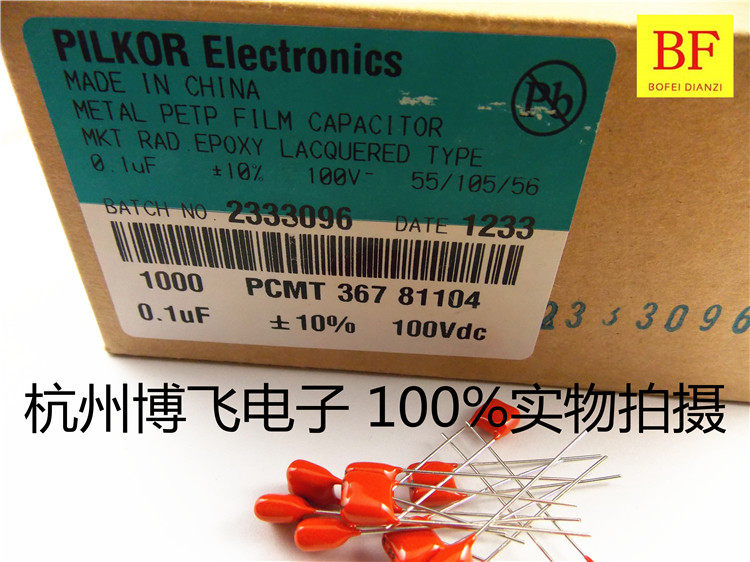 PILKOR Electronics
MADE IN CHINA
METAL PETP FILM CAPACITOR
MKT RAD.EPOXY LACQUERED TYPE
0.1uF ±10% 100V⁻ 55/105/56
Pb
BATCH NO. 2333096 DATE 1233
1000 PCMT 367 81104
0.1uF ±10% 100Vdc
BF
BOFEI DIANZI
2333096
杭州博飞电子 100%实物拍摄